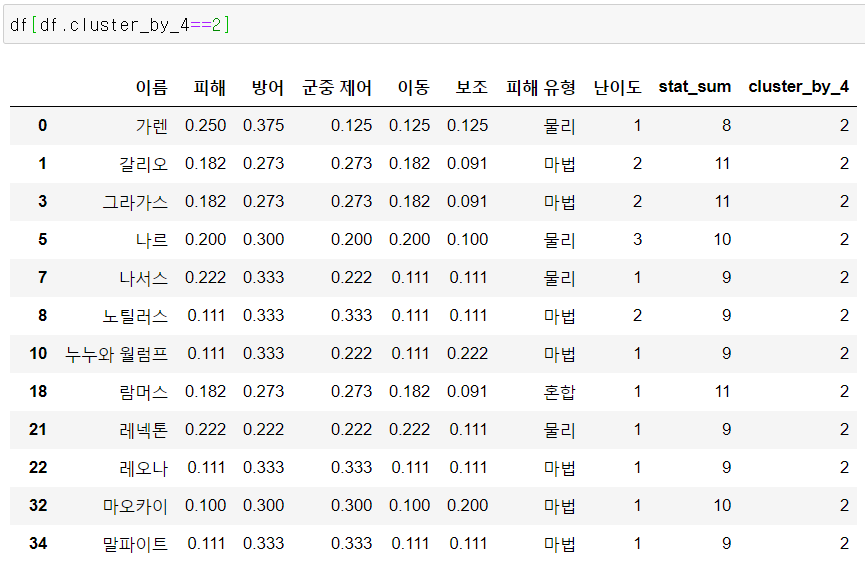 df[df.cluster_by_4==2]
이름 피해 방어 군중 제어 이동 보조 피해 유형 난이도 stat_sum cluster_by_4
0 가렌 0.250 0.375 0.125 0.125 0.125 물리 1 8 2
1 갈리오 0.182 0.273 0.273 0.182 0.091 마법 2 11 2
3 그라가스 0.182 0.273 0.273 0.182 0.091 마법 2 11 2
5 나르 0.200 0.300 0.200 0.200 0.100 물리 3 10 2
7 나서스 0.222 0.333 0.222 0.111 0.111 물리 1 9 2
8 노틸러스 0.111 0.333 0.333 0.111 0.111 마법 2 9 2
10 누누와 월럼프 0.111 0.333 0.222 0.111 0.222 마법 1 9 2
18 람머스 0.182 0.273 0.273 0.182 0.091 혼합 1 11 2
21 레넥톤 0.222 0.222 0.222 0.222 0.111 물리 1 9 2
22 레오나 0.111 0.333 0.333 0.111 0.111 마법 1 9 2
32 마오카이 0.100 0.300 0.300 0.100 0.200 마법 1 10 2
34 말파이트 0.111 0.333 0.333 0.111 0.111 마법 1 9 2